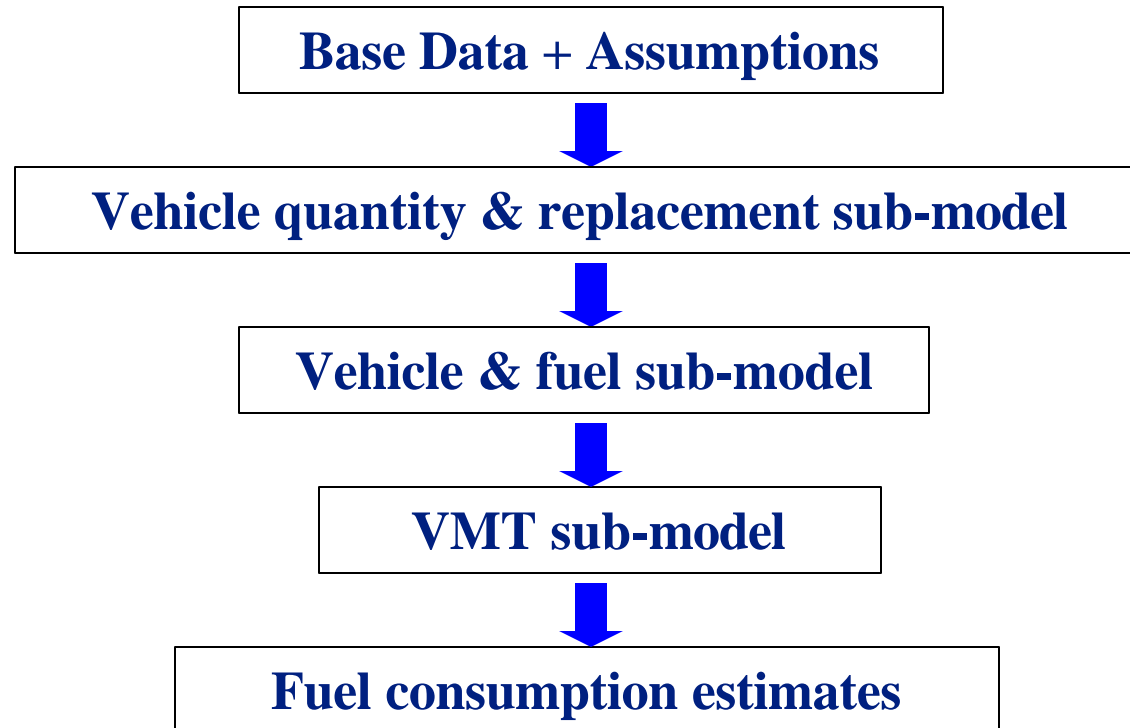 Base Data + Assumptions
Vehicle quantity & replacement sub-model
Vehicle & fuel sub-model
VMT sub-model
Fuel consumption estimates